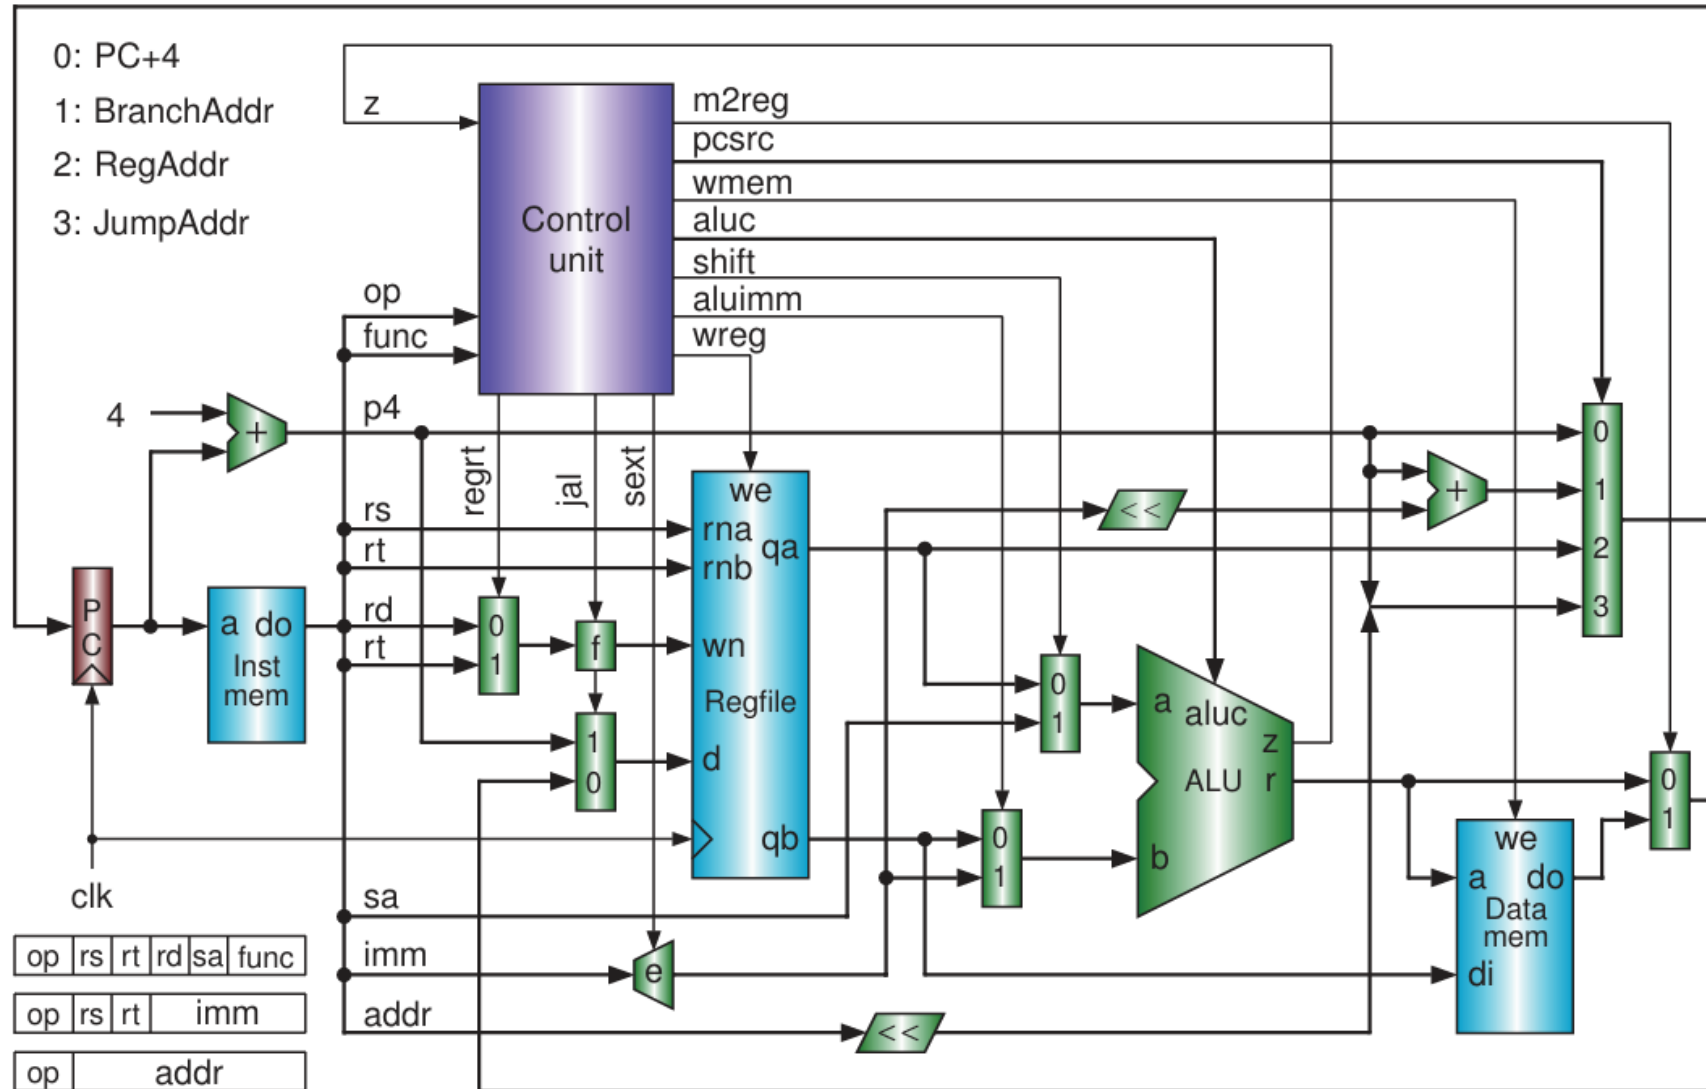 0: PC+4
1: BranchAddr
2: RegAddr
3: JumpAddr
z
Control
unit
m2reg
pcsrc
wmem
aluc
shift
aluimm
wreg
op
func
4
+
p4
regrt
jal
sext
rs
rt
rd
rt
P
C
a do
Inst
mem
0
1
f
1
0
we
rna
qa
rnb
wn
Regfile
d
qb
<<
+
0
1
2
3
0
1
0
1
a aluc
z
ALU r
b
0
1
we
a do
Data
mem
di
clk
sa
imm
e
addr
<<
op rs rt rd sa func
op rs rt imm
op addr